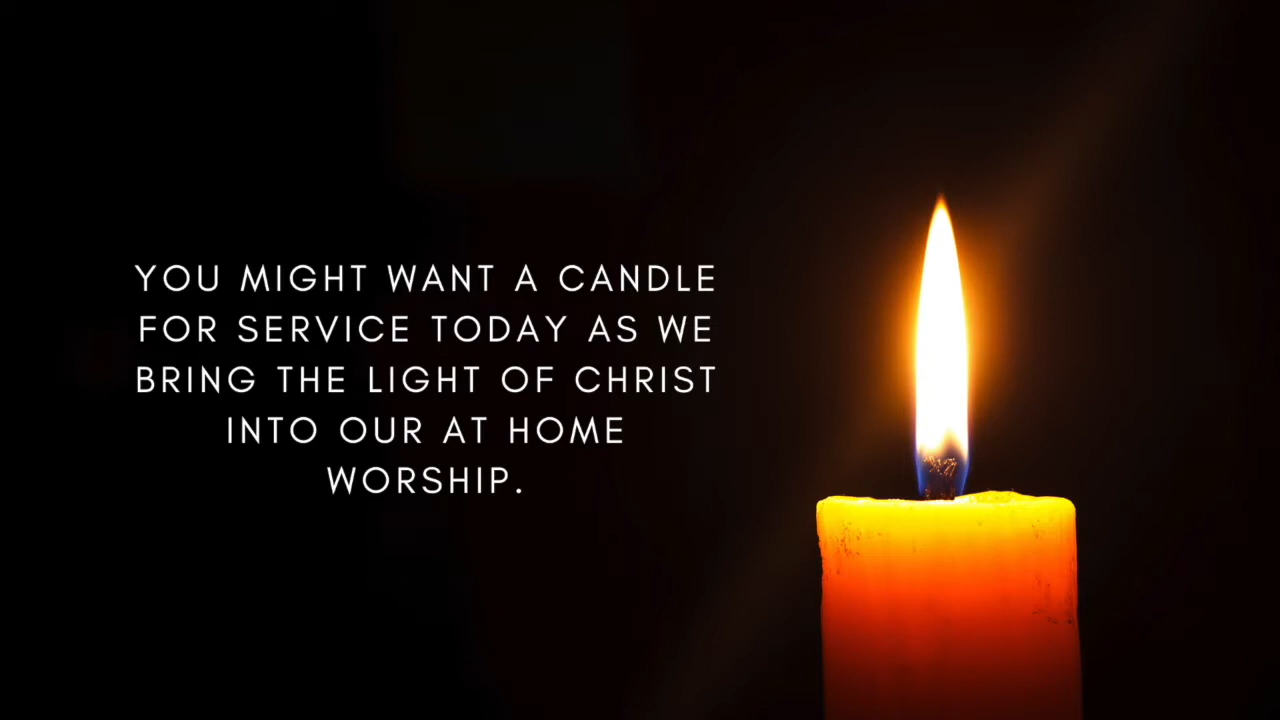 YOU MIGHT WANT A CANDLE
FOR SERVICE TODAY AS WE
BRING THE LIGHT OF CHRIST
INTO OUR AT HOME
WORSHIP.